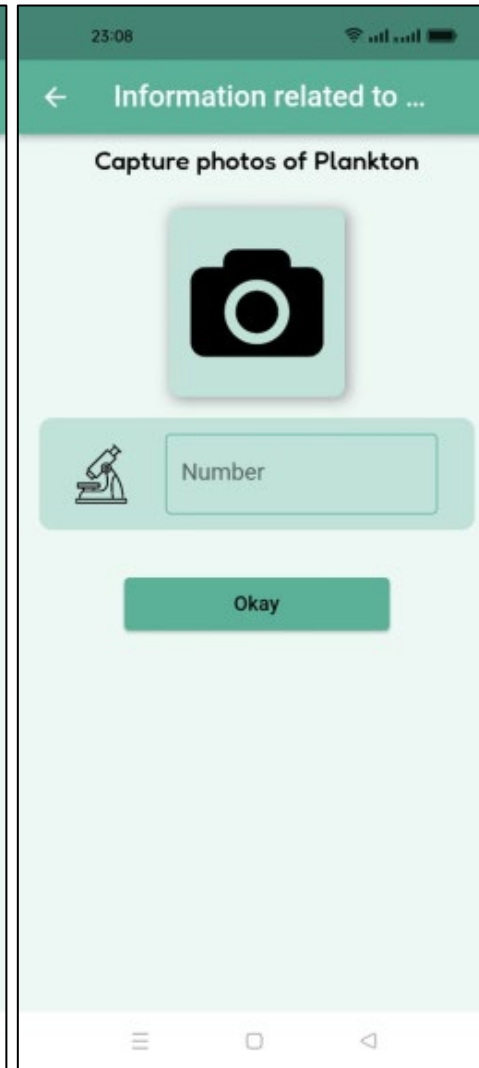 23:08
Information related to ...
Capture photos of Plankton
Number
Okay